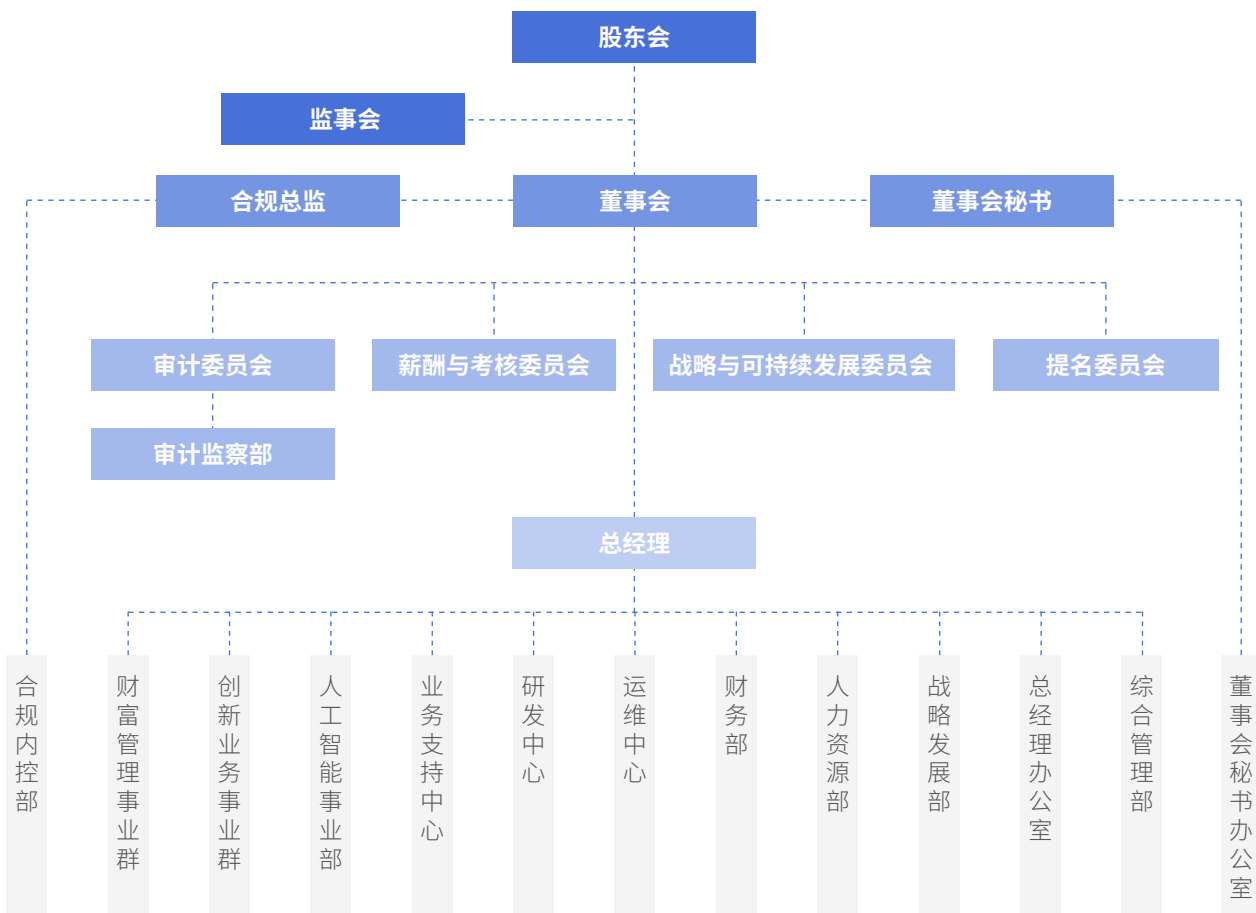 股东会
监事会
合规总监
董事会
董事会秘书
审计委员会
薪酬与考核委员会
战略与可持续发展委员会
提名委员会
审计监察部
总经理
合规内控部
财富管理事业群
创新业务事业群
人工智能事业部
业务支持中心
研发中心
运维中心
财务部
人力资源部
战略发展部
总经理办公室
综合管理部
董事会秘书办公室